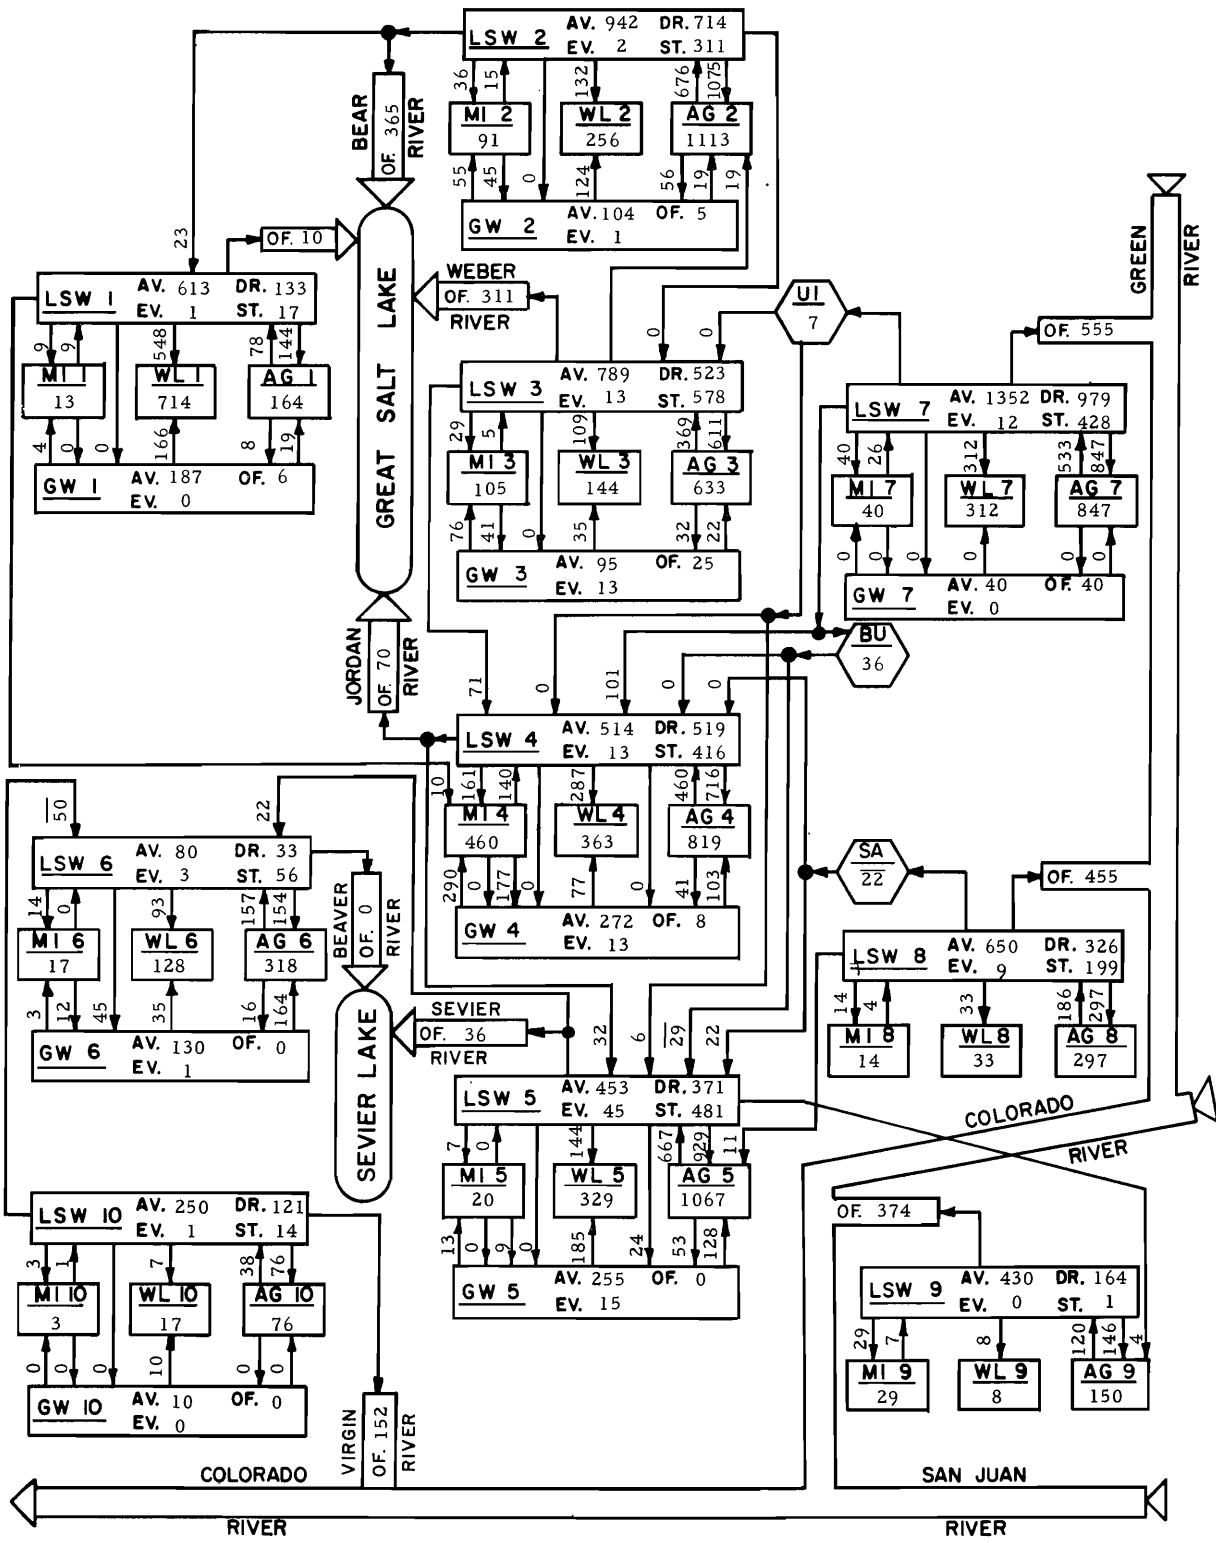 LSW 2
AV. 942 DR. 714
EV. 2 ST. 311
36
15
132
676
1075
MI 2
91
WL 2
256
AG 2
1113
55
45
0
124
56
19
19
GW 2
AV. 104 OF. 5
EV. 1
BEAR
OF. 365
RIVER
23
OF. 10
LSW 1
AV. 613 DR. 133
EV. 1 ST. 17
9
9
548
78
144
MI 1
13
WL 1
714
AG 1
164
4
0
0
166
8
19
GW 1
AV. 187 OF. 6
EV. 0
GREAT SALT LAKE
WEBER
OF. 311
RIVER
0
0
UI
7
GREEN
RIVER
OF. 555
LSW 3
AV. 789 DR. 523
EV. 13 ST. 578
29
5
109
369
611
MI 3
105
WL 3
144
AG 3
633
76
41
0
35
32
22
GW 3
AV. 95 OF. 25
EV. 13
LSW 7
AV. 1352 DR. 979
EV. 12 ST. 428
40
26
312
533
847
MI 7
40
WL 7
312
AG 7
847
0
0
0
0
0
0
GW 7
AV. 40 OF. 40
EV. 0
BU
36
JORDAN
OF. 70
RIVER
71
0
101
0
0
LSW 4
AV. 514 DR. 519
EV. 13 ST. 416
10
161
140
287
460
716
MI 4
460
WL 4
363
AG 4
819
290
0
177
0
77
0
41
103
GW 4
AV. 272 OF. 8
EV. 13
50
22
LSW 6
AV. 80 DR. 33
EV. 3 ST. 56
14
0
93
157
154
MI 6
17
WL 6
128
AG 6
318
3
12
45
35
16
164
GW 6
AV. 130 OF. 0
EV. 1
BEAVER
OF. 0
RIVER
SEVIER LAKE
SEVIER
OF. 36
RIVER
SA
22
OF. 455
LSW 8
AV. 650 DR. 326
EV. 9 ST. 199
14
4
33
186
297
MI 8
14
WL 8
33
AG 8
297
32
6
29
22
LSW 5
AV. 453 DR. 371
EV. 45 ST. 481
7
0
144
667
929
11
MI 5
20
WL 5
329
AG 5
1067
13
0
9
0
185
24
53
128
GW 5
AV. 255 OF. 0
EV. 15
COLORADO
RIVER
OF. 374
LSW 9
AV. 430 DR. 164
EV. 0 ST. 1
29
7
8
120
146
4
MI 9
29
WL 9
8
AG 9
150
LSW 10
AV. 250 DR. 121
EV. 1 ST. 14
3
1
7
38
76
MI 10
3
WL 10
17
AG 10
76
0
0
0
10
0
0
GW 10
AV. 10 OF. 0
EV. 0
VIRGIN
OF. 152
RIVER
COLORADO
RIVER
SAN JUAN
RIVER